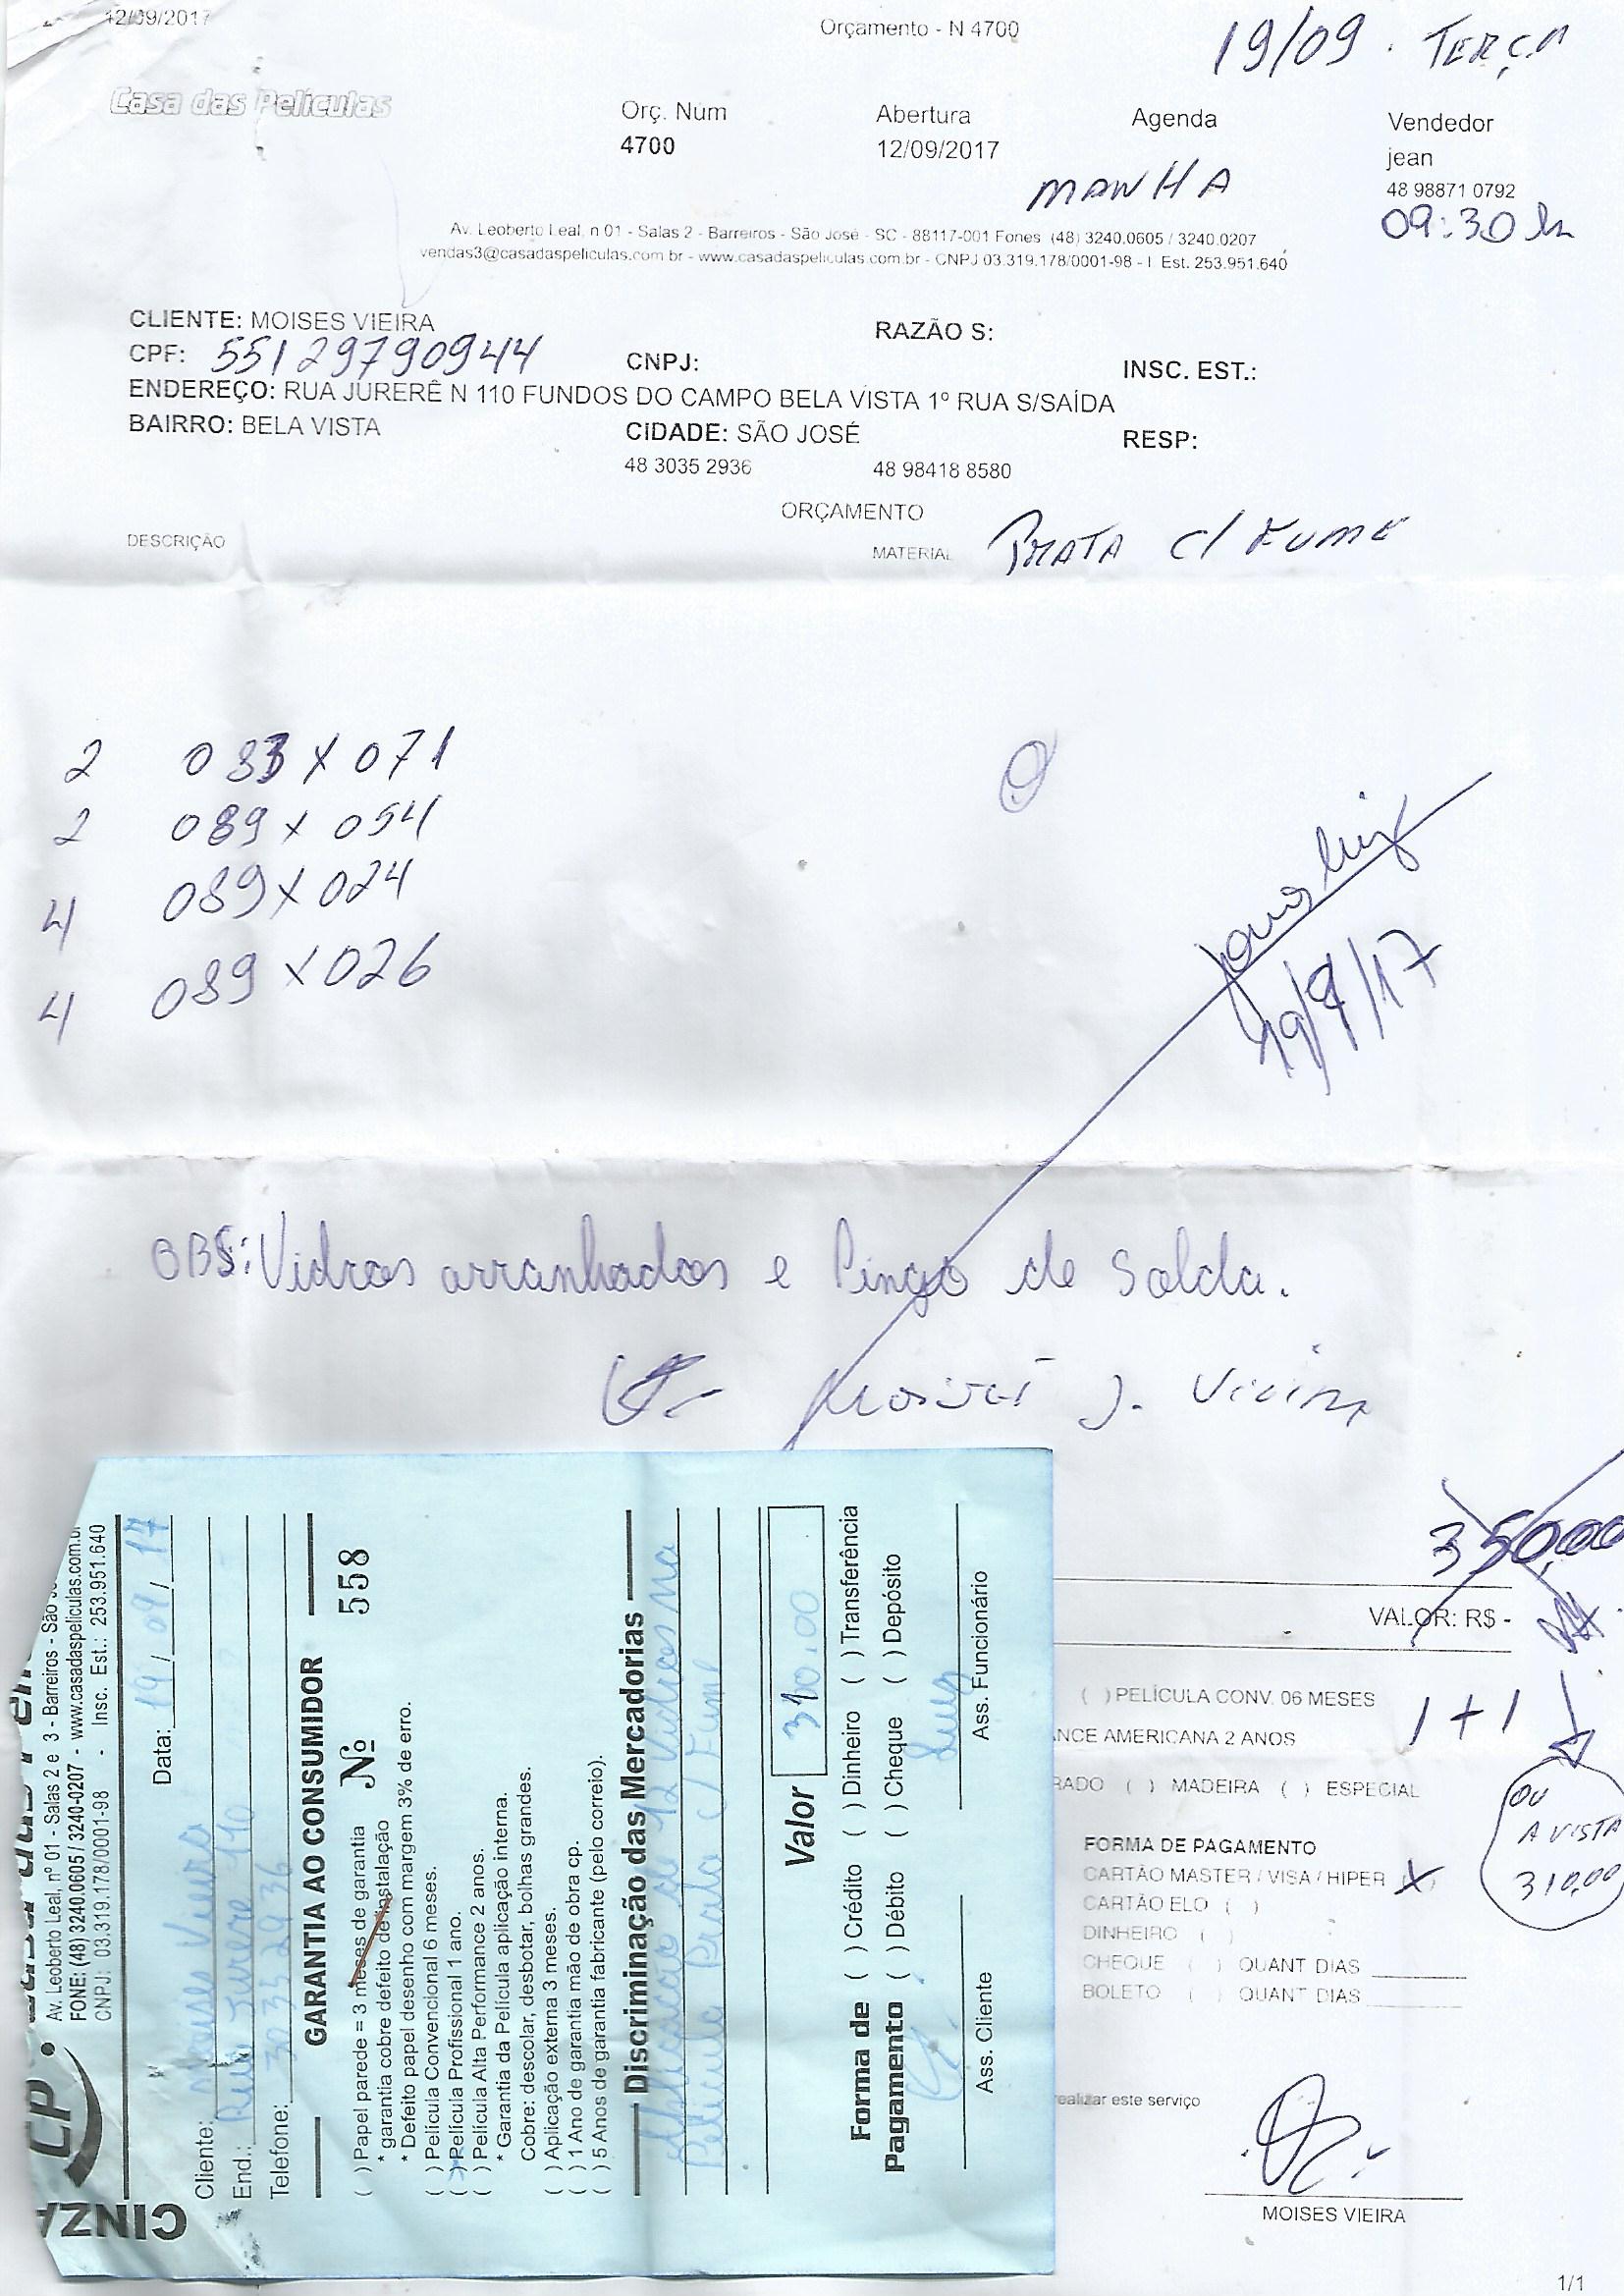 12/09/2017
Orçamento - N 4700
19/09. TERÇA
Casa das Películas
Orç. Num
Abertura
Agenda
Vendedor
4700
12/09/2017
jean
MANHA
48 98871 0792
09:30 h
Av. Leoberto Leal, n 01 - Salas 2 - Barreiros - São José - SC - 88117-001 Fones (48) 3240.0605 / 3240.0207
vendas3@casadaspeliculas.com.br - www.casadaspeliculas.com.br - CNPJ 03.319.178/0001-98 - I. Est. 253.951.640
CLIENTE: MOISES VIEIRA
RAZÃO S:
CPF: 55129790944
CNPJ:
INSC. EST.:
ENDEREÇO: RUA JURERÊ N 110 FUNDOS DO CAMPO BELA VISTA 1º RUA S/SAÍDA
BAIRRO: BELA VISTA
CIDADE: SÃO JOSÉ
RESP:
48 3035 2936
48 98418 8580
ORÇAMENTO
DESCRIÇÃO
MATERIAL
PRATA C/ FUME
2 083 X 071
2 089 x 054
4 089 X 024
4 089 X 026
19/9/17
OBS: Vidros arranhados e Pingo de Solda.
Moisés J. Vieira
350,00
VALOR: R$ -
( ) PELÍCULA CONV. 06 MESES
1+1
NCE AMERICANA 2 ANOS
RADO ( ) MADEIRA ( ) ESPECIAL
OU
A VISTA
310,00
FORMA DE PAGAMENTO
CARTÃO MASTER / VISA / HIPER (X)
CARTÃO ELO ( )
DINHEIRO ( )
CHEQUE ( ) QUANT DIAS
BOLETO ( ) QUANT DIAS
realizar este serviço
MOISES VIEIRA
1/1
CP
CINZA
Av. Leoberto Leal, nº 01 - Salas 2 e 3 - Barreiros - São
FONE: (48) 3240.0605 / 3240-0207 - www.casadaspeliculas.com.
CNPJ: 03.319.178/0001-98 - Insc. Est.: 253.951.640
Data: 19/09/17
Cliente: Moises Vieira
End.: Rua Jurere 110
Telefone: 3035 2936
GARANTIA AO CONSUMIDOR
( ) Papel parede = 3 meses de garantia
Nº 558
* garantia cobre defeito de instalação
* Defeito papel desenho com margem 3% de erro.
( ) Película Convencional 6 meses.
(x) Película Profissional 1 ano.
( ) Película Alta Performance 2 anos.
* Garantia da Película aplicação interna.
Cobre: descolar, desbotar, bolhas grandes.
( ) Aplicação externa 3 meses.
( ) 1 Ano de garantia mão de obra cp.
( ) 5 Anos de garantia fabricante (pelo correio).
Discriminação das Mercadorias
Aplicação de 12 Vidros na
Película Prata c/ Fumê
Valor 310,00
Forma de Pagamento
( ) Crédito ( ) Dinheiro ( ) Transferência
( ) Débito ( ) Cheque ( ) Depósito
Ass. Cliente
Ass. Funcionário